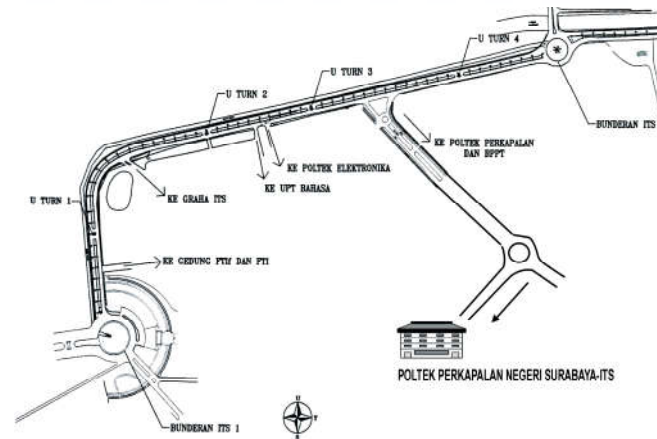 U TURN 4
U TURN 3
U TURN 2
BUNDERAN ITS
KE POLTEK PERKAPALAN
DAN BPPT
KE POLTEK ELEKTRONIKA
KE UPT BAHASA
KE GRAHA ITS
U TURN 1
KE GEDUNG FTIf DAN FTI
POLTEK PERKAPALAN NEGERI SURABAYA-ITS
BUNDERAN ITS 1
U
T
S